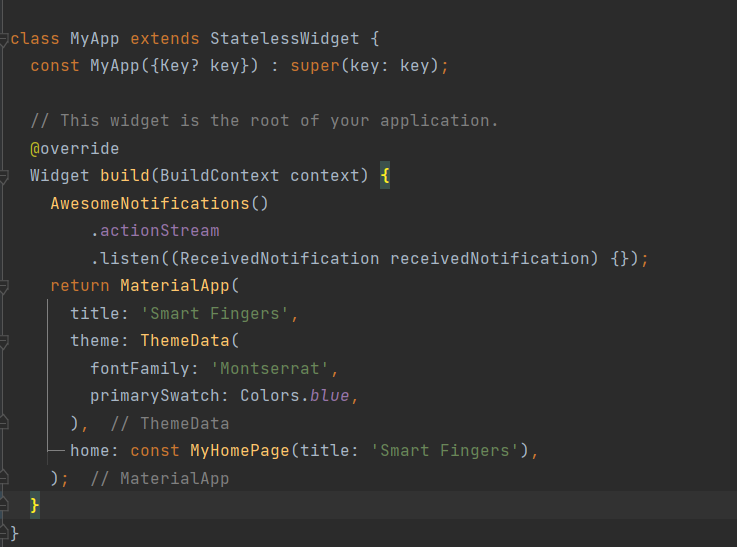 class MyApp extends StatelessWidget {
  const MyApp({Key? key}) : super(key: key);

  // This widget is the root of your application.
  @override
  Widget build(BuildContext context) {
    AwesomeNotifications()
        .actionStream
        .listen((ReceivedNotification receivedNotification) {});
    return MaterialApp(
      title: 'Smart Fingers',
      theme: ThemeData(
        fontFamily: 'Montserrat',
        primarySwatch: Colors.blue,
      ),  // ThemeData
      home: const MyHomePage(title: 'Smart Fingers'),
    );  // MaterialApp
  }
}